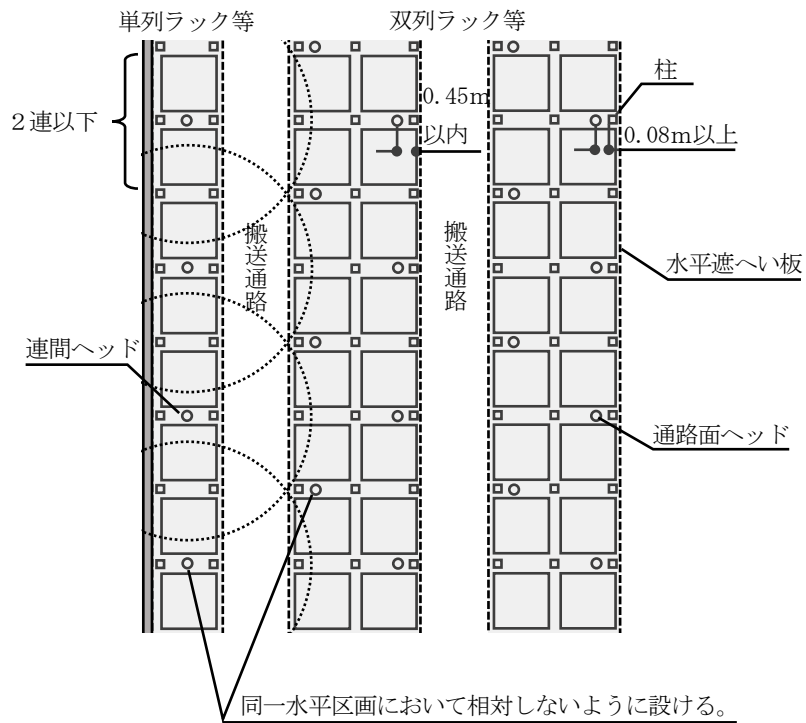 単列ラック等
双列ラック等
柱
0.45m
２連以下
以内
0.08m以上
搬送通路
搬送通路
水平遮へい板
連間ヘッド
通路面ヘッド
同一水平区画において相対しないように設ける。